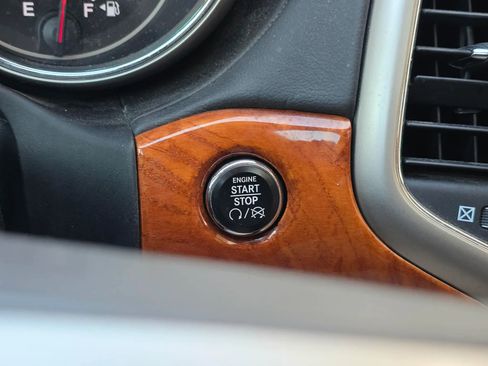 E F
ENGINE
START
STOP
/